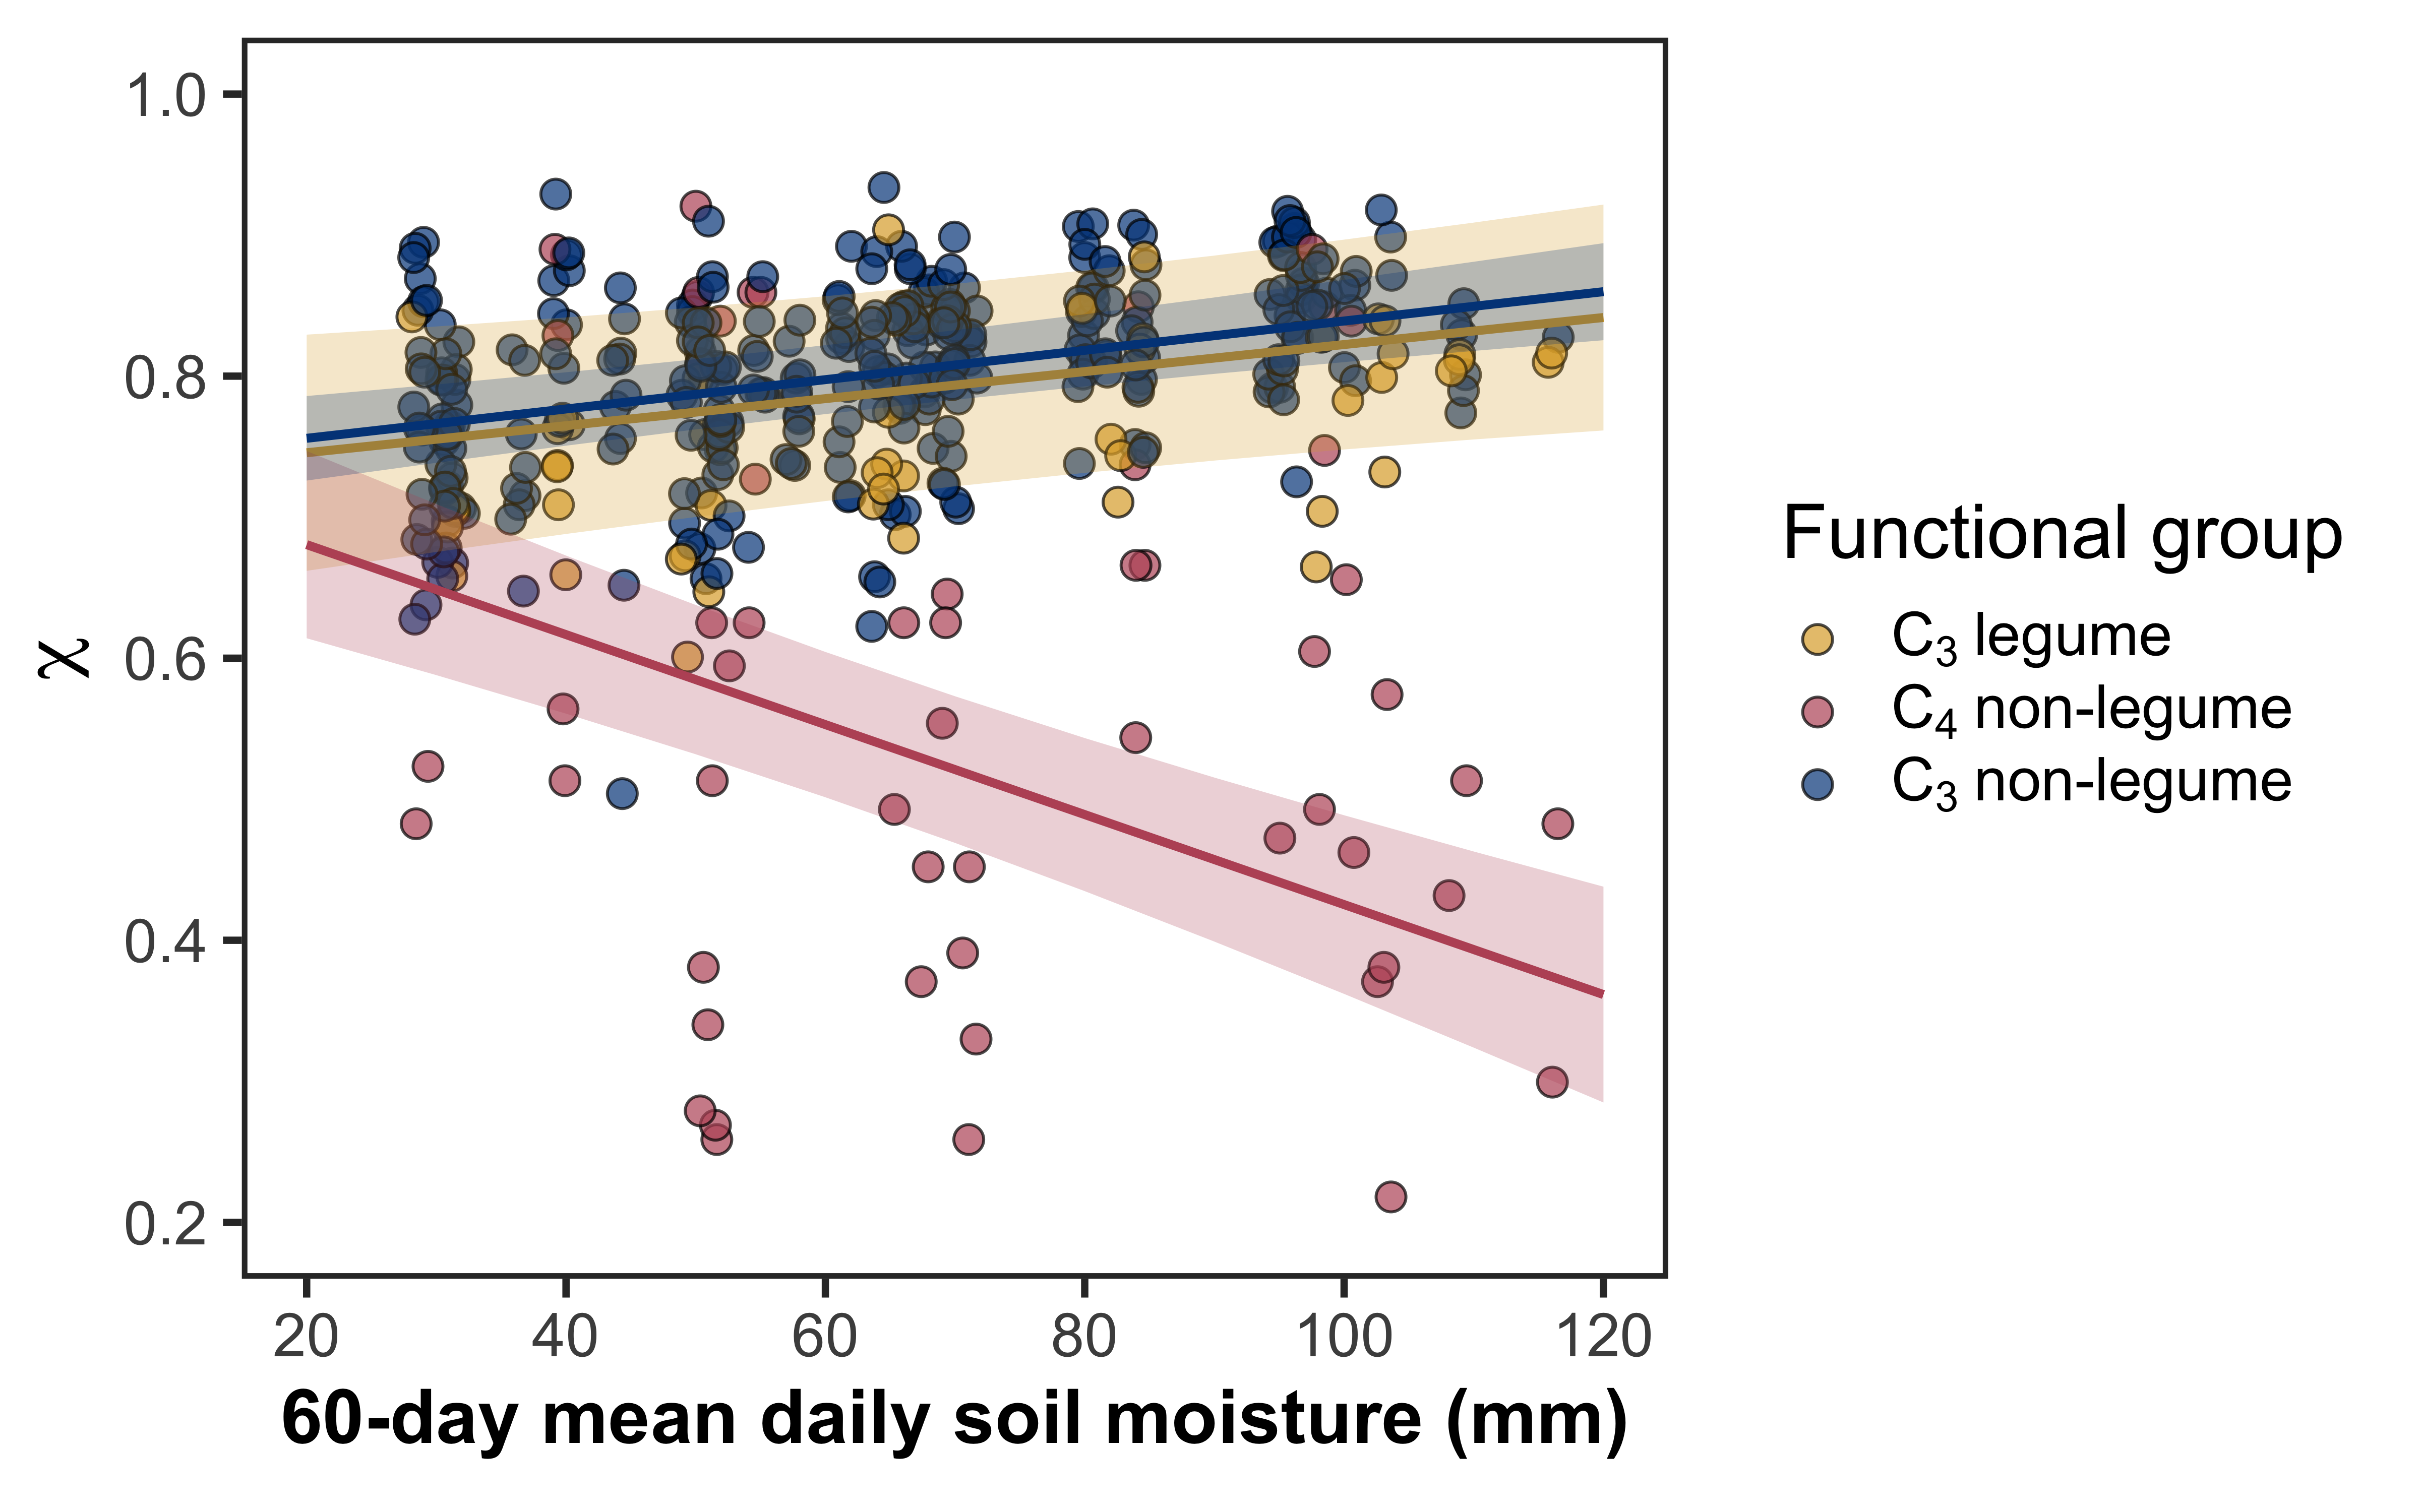 1.0
0.8
0.6
0.4
0.2
χ
20 40 60 80 100 120
60-day mean daily soil moisture (mm)
Functional group
C₃ legume
C₄ non-legume
C₃ non-legume